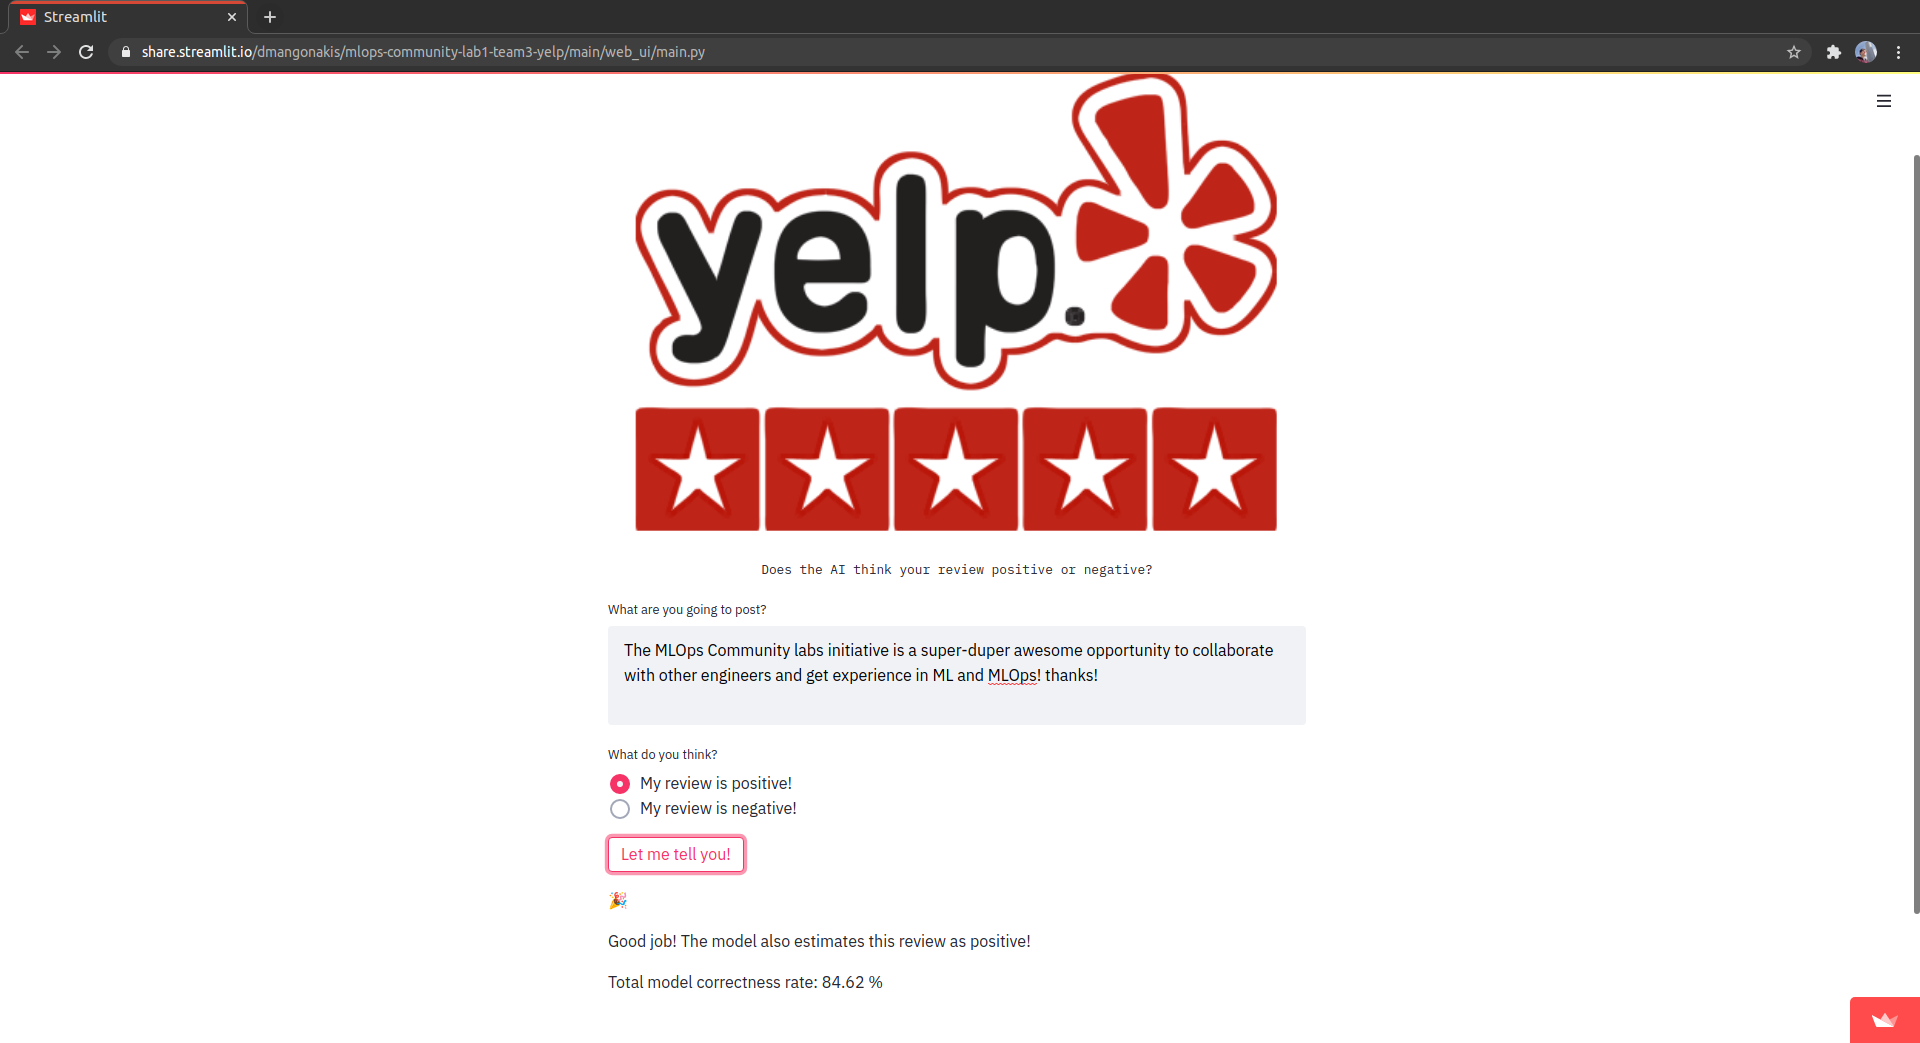 Streamlit
share.streamlit.io/dmangonakis/mlops-community-lab1-team3-yelp/main/web_ui/main.py
yelp.
Does the AI think your review positive or negative?
What are you going to post?
The MLOps Community labs initiative is a super-duper awesome opportunity to collaborate
with other engineers and get experience in ML and MLOps! thanks!
What do you think?
My review is positive!
My review is negative!
Let me tell you!
Good job! The model also estimates this review as positive!
Total model correctness rate: 84.62 %